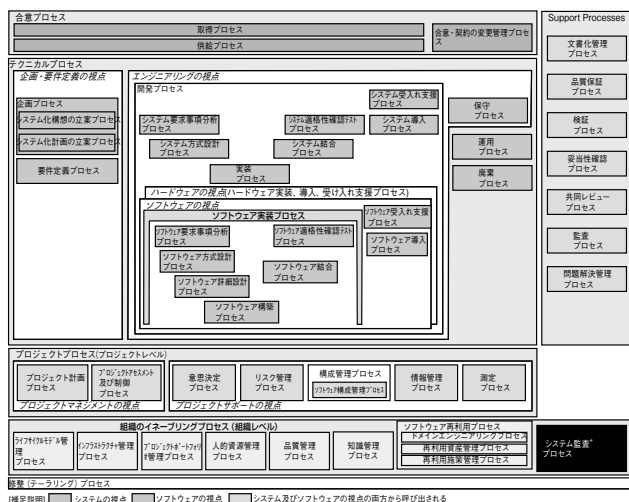 合意プロセス
取得プロセス
供給プロセス
合意・契約の変更管理プロセ
ス
テクニカルプロセス
企画・要件定義の視点
企画プロセス
システム化構想の立案プロセス
システム化計画の立案プロセス
要件定義プロセス
エンジニアリングの視点
開発プロセス
システム受入れ支援
プロセス
システム要求事項分析
プロセス
システム適格性確認テスト
プロセス
システム導入
プロセス
システム方式設計
プロセス
システム結合
プロセス
実装
プロセス
保守
プロセス
運用
プロセス
廃棄
プロセス
ハードウェアの視点(ハードウェア実装、導入、受け入れ支援プロセス)
ソフトウェアの視点
ソフトウェア実装プロセス
ソフトウェア受入れ支援
プロセス
ソフトウェア要求事項分析
プロセス
ソフトウェア適格性確認テスト
プロセス
ソフトウェア導入
プロセス
ソフトウェア方式設計
プロセス
ソフトウェア結合
プロセス
ソフトウェア詳細設計
プロセス
ソフトウェア構築
プロセス
Support Processes
文書化管理
プロセス
品質保証
プロセス
検証
プロセス
妥当性確認
プロセス
共同レビュー
プロセス
監査
プロセス
問題解決管理
プロセス
プロジェクトプロセス(プロジェクトレベル)
プロジェクト計画
プロセス
プロジェクトアセスメント
及び制御
プロセス
プロジェクトマネジメントの視点
意思決定
プロセス
リスク管理
プロセス
構成管理プロセス
ソフトウェア構成管理プロセス
情報管理
プロセス
測定
プロセス
プロジェクトサポートの視点
組織のイネーブリングプロセス (組織レベル)
ライフサイクルモデル管
理
プロセス
インフラストラクチャ管理
プロセス
プロジェクトポートフォリ
オ管理プロセス
人的資源管理
プロセス
品質管理
プロセス
知識管理
プロセス
ソフトウェア再利用プロセス
ドメインエンジニアリングプロセス
再利用資産管理プロセス
再利用施策管理プロセス
システム監査
プロセス
修整 (テーラリング) プロセス
[補足説明] システムの視点 ソフトウェアの視点 システム及びソフトウェアの視点の両方から呼び出される